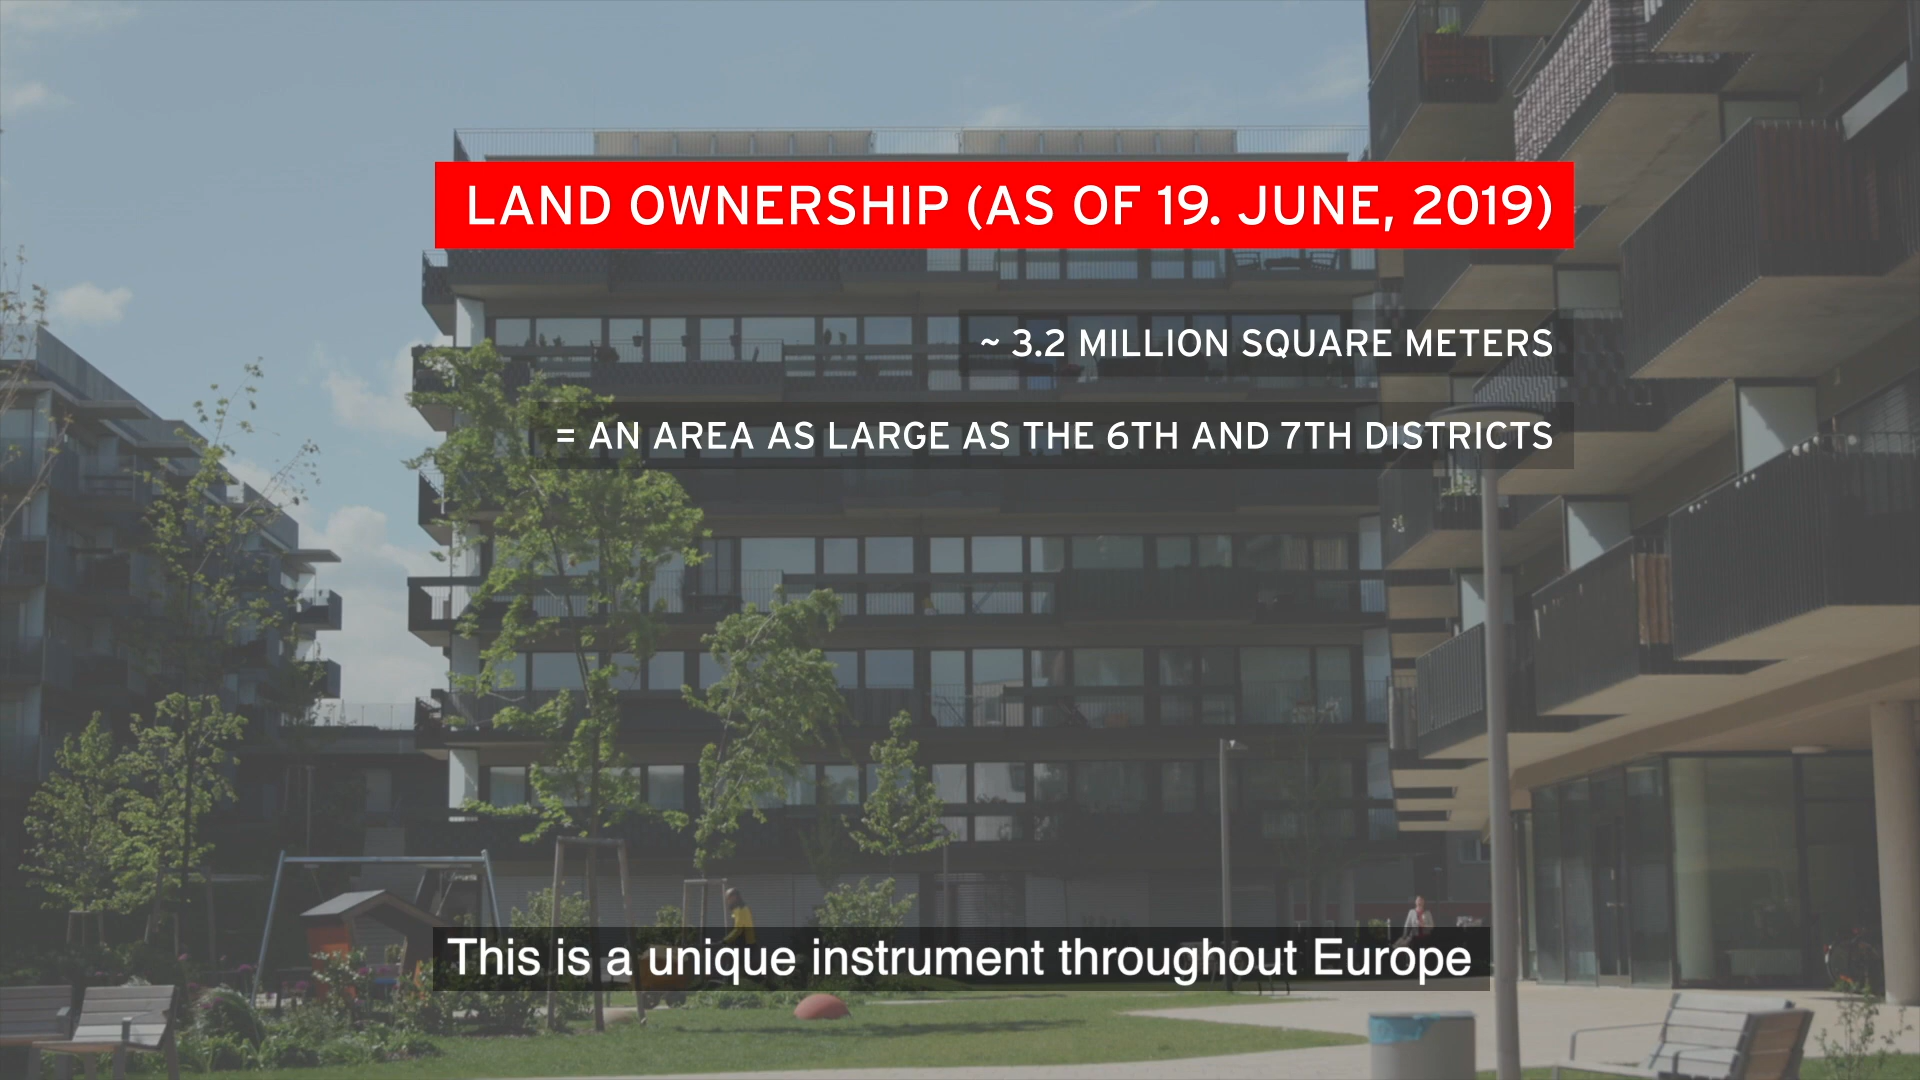 LAND OWNERSHIP (AS OF 19. JUNE, 2019)
~ 3.2 MILLION SQUARE METERS
= AN AREA AS LARGE AS THE 6TH AND 7TH DISTRICTS
This is a unique instrument throughout Europe